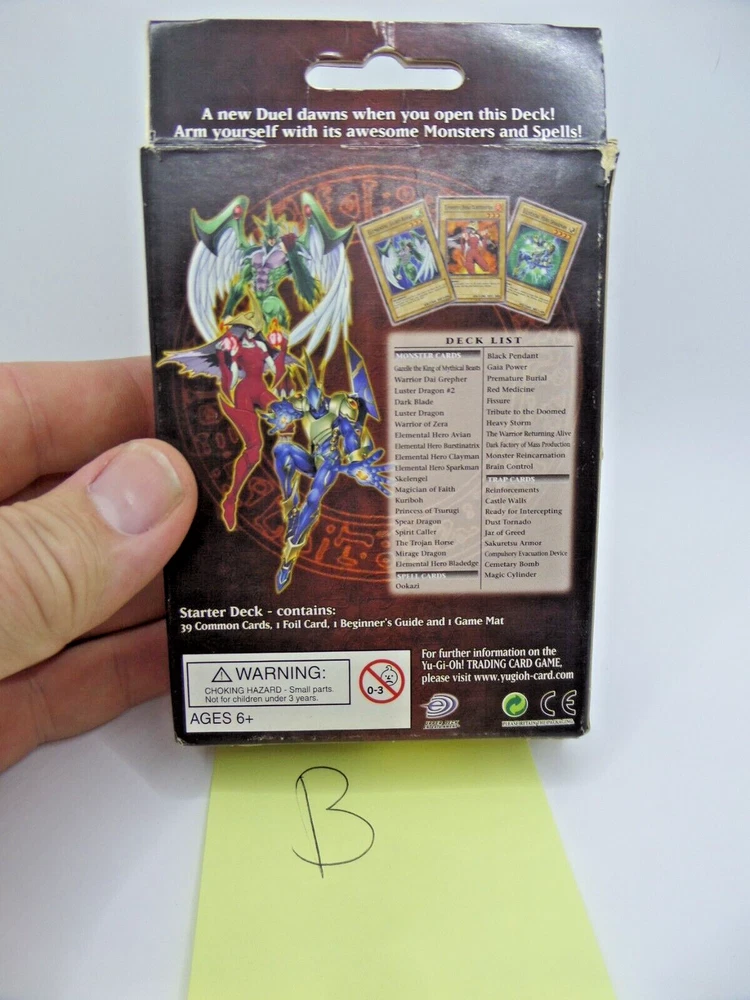 A new Duel dawns when you open this Deck!
Arm yourself with its awesome Monsters and Spells!
DECK LIST
MONSTER CARDS
Gazelle the King of Mythical Beasts
Warrior Dai Grepher
Luster Dragon #2
Dark Blade
Luster Dragon
Warrior of Zera
Elemental Hero Avian
Elemental Hero Burstinatrix
Elemental Hero Clayman
Elemental Hero Sparkman
Skelengel
Magician of Faith
Kuriboh
Princess of Tsurugi
Spear Dragon
Spirit Caller
The Trojan Horse
Mirage Dragon
Elemental Hero Bladedge
SPELL CARDS
Ookazi
Black Pendant
Gaia Power
Premature Burial
Red Medicine
Fissure
Tribute to the Doomed
Heavy Storm
The Warrior Returning Alive
Dark Factory of Mass Production
Monster Reincarnation
Brain Control
TRAP CARDS
Reinforcements
Castle Walls
Ready for Intercepting
Dust Tornado
Jar of Greed
Sakuretsu Armor
Compulsory Evacuation Device
Cemetary Bomb
Magic Cylinder
Starter Deck - contains:
39 Common Cards, 1 Foil Card, 1 Beginner's Guide and 1 Game Mat
WARNING:
CHOKING HAZARD - Small parts.
Not for children under 3 years.
0-3
AGES 6+
For further information on the
Yu-Gi-Oh! TRADING CARD GAME,
please visit www.yugioh-card.com
CE
B